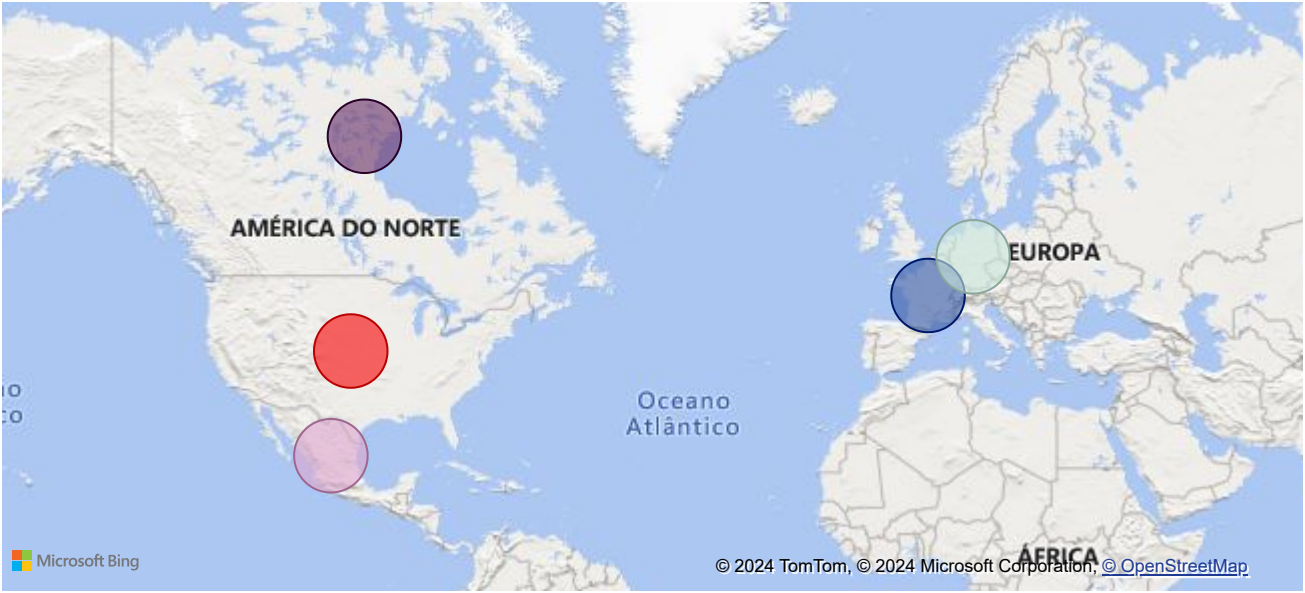 AMÉRICA DO NORTE
EUROPA
Oceano
Atlântico
ÁFRICA
Microsoft Bing
© 2024 TomTom, © 2024 Microsoft Corporation, © OpenStreetMap